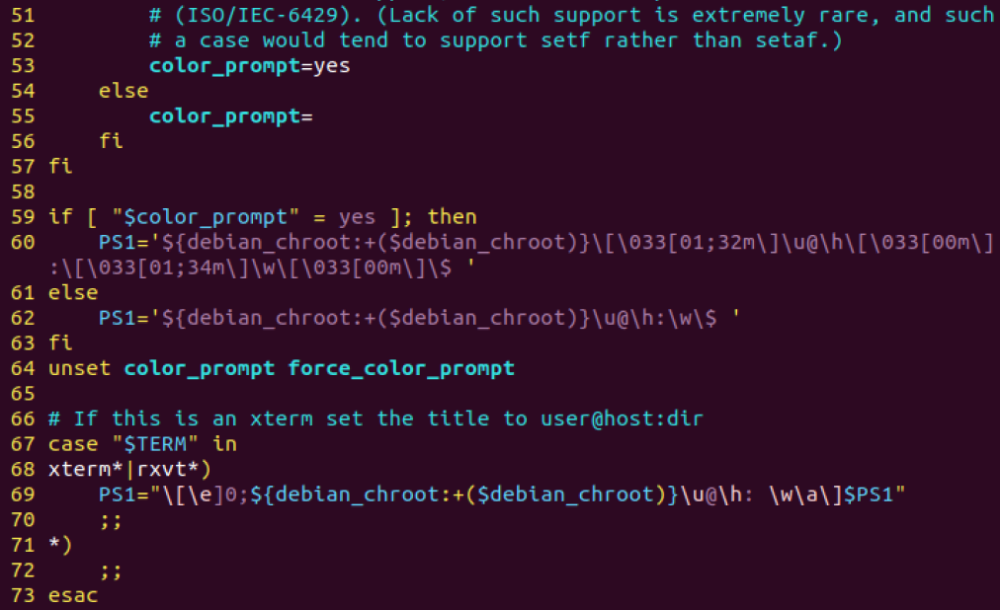 51         # (ISO/IEC-6429). (Lack of such support is extremely rare, and such
52         # a case would tend to support setf rather than setaf.)
53         color_prompt=yes
54     else
55         color_prompt=
56     fi
57 fi
58
59 if [ "$color_prompt" = yes ]; then
60     PS1='${debian_chroot:+($debian_chroot)}\[\033[01;32m\]\u@\h\[\033[00m\]
:\[\033[01;34m\]\w\[\033[00m\]\$ '
61 else
62     PS1='${debian_chroot:+($debian_chroot)}\u@\h:\w\$ '
63 fi
64 unset color_prompt force_color_prompt
65
66 # If this is an xterm set the title to user@host:dir
67 case "$TERM" in
68 xterm*|rxvt*)
69     PS1="\[\e]0;${debian_chroot:+($debian_chroot)}\u@\h: \w\a\]$PS1"
70     ;;
71 *)
72     ;;
73 esac